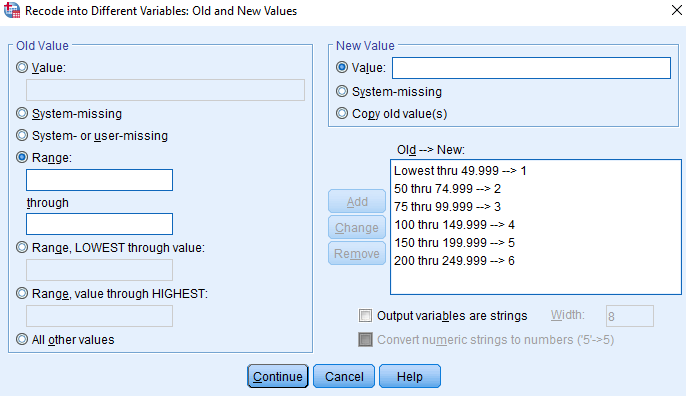 Recode into Different Variables: Old and New Values
Old Value
Value:
System-missing
System- or user-missing
Range:
through
Range, LOWEST through value:
Range, value through HIGHEST:
All other values
New Value
Value:
System-missing
Copy old value(s)
Old --> New:
Lowest thru 49.999 --> 1
50 thru 74.999 --> 2
75 thru 99.999 --> 3
100 thru 149.999 --> 4
150 thru 199.999 --> 5
200 thru 249.999 --> 6
Add
Change
Remove
Output variables are strings Width: 8
Convert numeric strings to numbers ('5'->5)
Continue Cancel Help